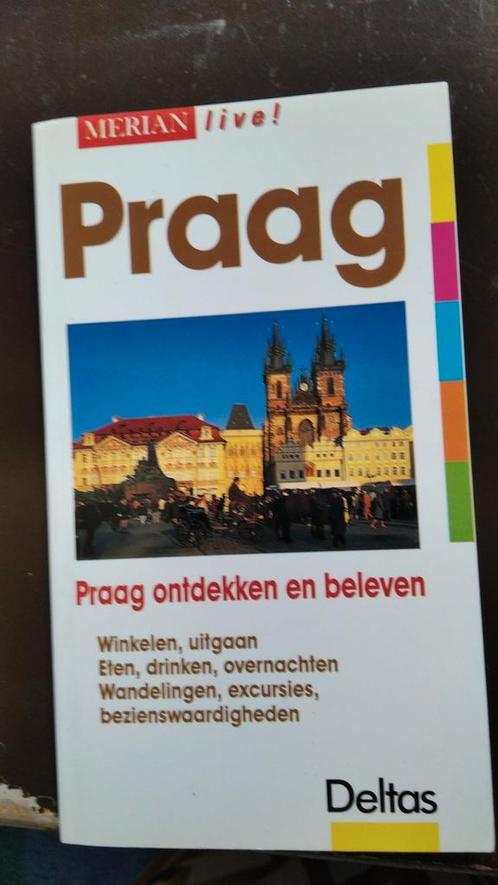 MERIAN live!
Praag
Praag ontdekken en beleven
Winkelen, uitgaan
Eten, drinken, overnachten
Wandelingen, excursies,
bezienswaardigheden
Deltas